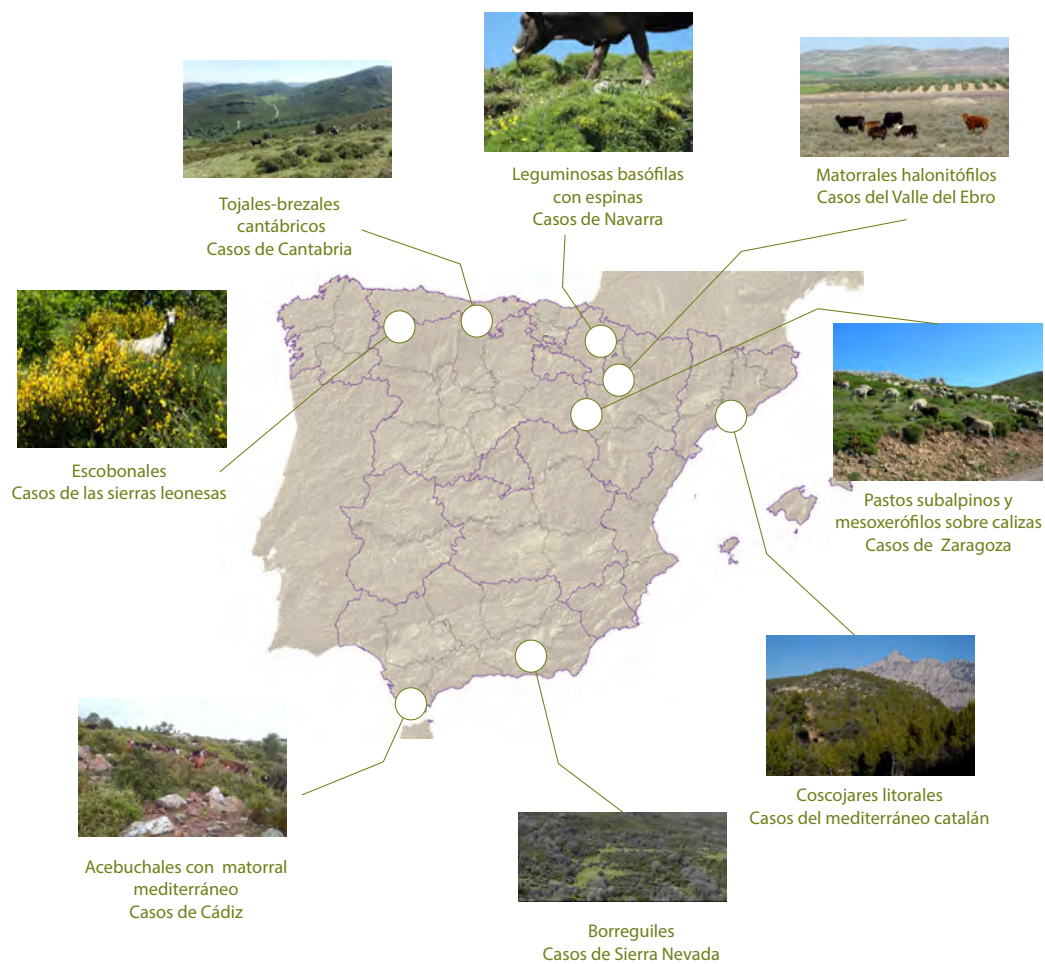 Leguminosas basófilas
con espinas
Casos de Navarra
Matorrales halonitófilos
Casos del Valle del Ebro
Tojales-brezales
cantábricos
Casos de Cantabria
Escobonales
Casos de las sierras leonesas
Pastos subalpinos y
mesoxerófilos sobre calizas
Casos de Zaragoza
Coscojares litorales
Casos del mediterráneo catalán
Acebuchales con matorral
mediterráneo
Casos de Cádiz
Borreguiles
Casos de Sierra Nevada